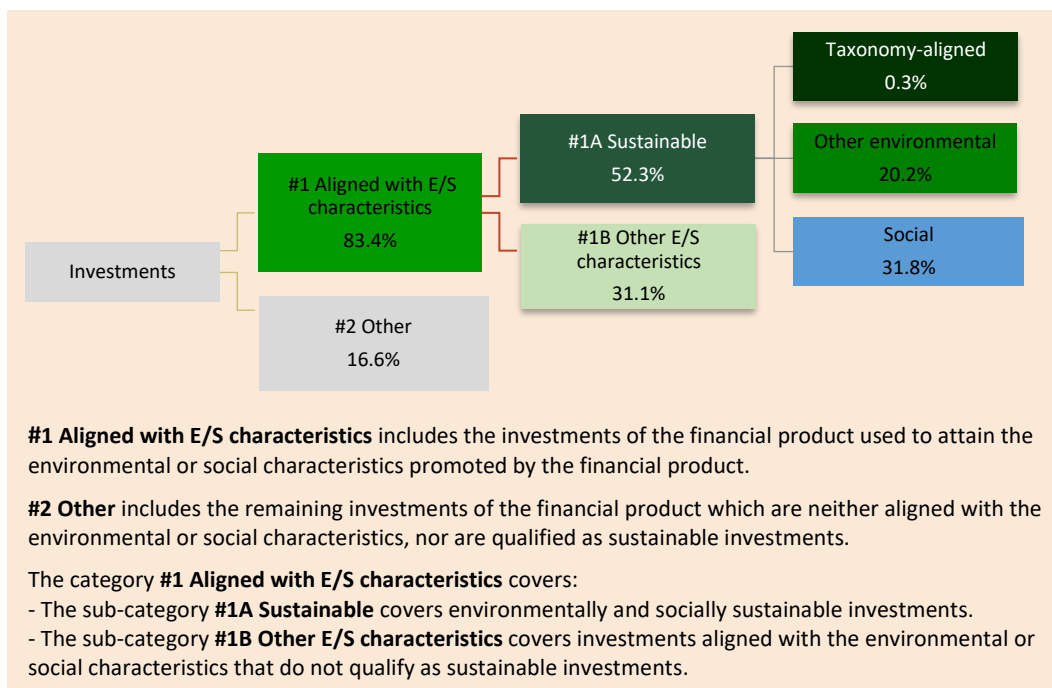 Taxonomy-aligned
0.3%
#1A Sustainable
52.3%
Other environmental
20.2%
#1 Aligned with E/S
characteristics
83.4%
#1B Other E/S
characteristics
31.1%
Social
31.8%
Investments
#2 Other
16.6%
#1 Aligned with E/S characteristics includes the investments of the financial product used to attain the
environmental or social characteristics promoted by the financial product.
#2 Other includes the remaining investments of the financial product which are neither aligned with the
environmental or social characteristics, nor are qualified as sustainable investments.
The category #1 Aligned with E/S characteristics covers:
- The sub-category #1A Sustainable covers environmentally and socially sustainable investments.
- The sub-category #1B Other E/S characteristics covers investments aligned with the environmental or
social characteristics that do not qualify as sustainable investments.